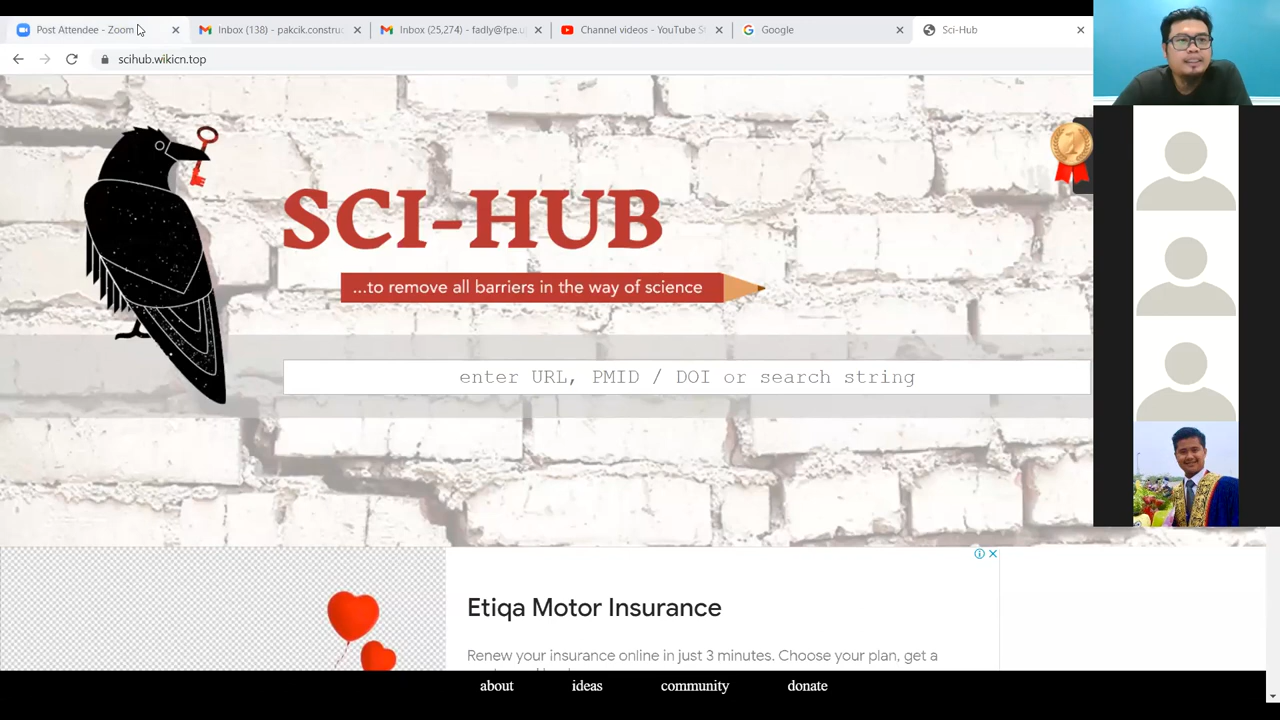 Post Attendee - Zoom
Inbox (138) - pakcik.construc
Inbox (25,274) - fadly@fpe.u
Channel videos - YouTube S
Google
Sci-Hub
scihub.wikicn.top
1
SCI-HUB
...to remove all barriers in the way of science
enter URL, PMID / DOI or search string
Etiqa Motor Insurance
Renew your insurance online in just 3 minutes. Choose your plan, get a
about
ideas
community
donate